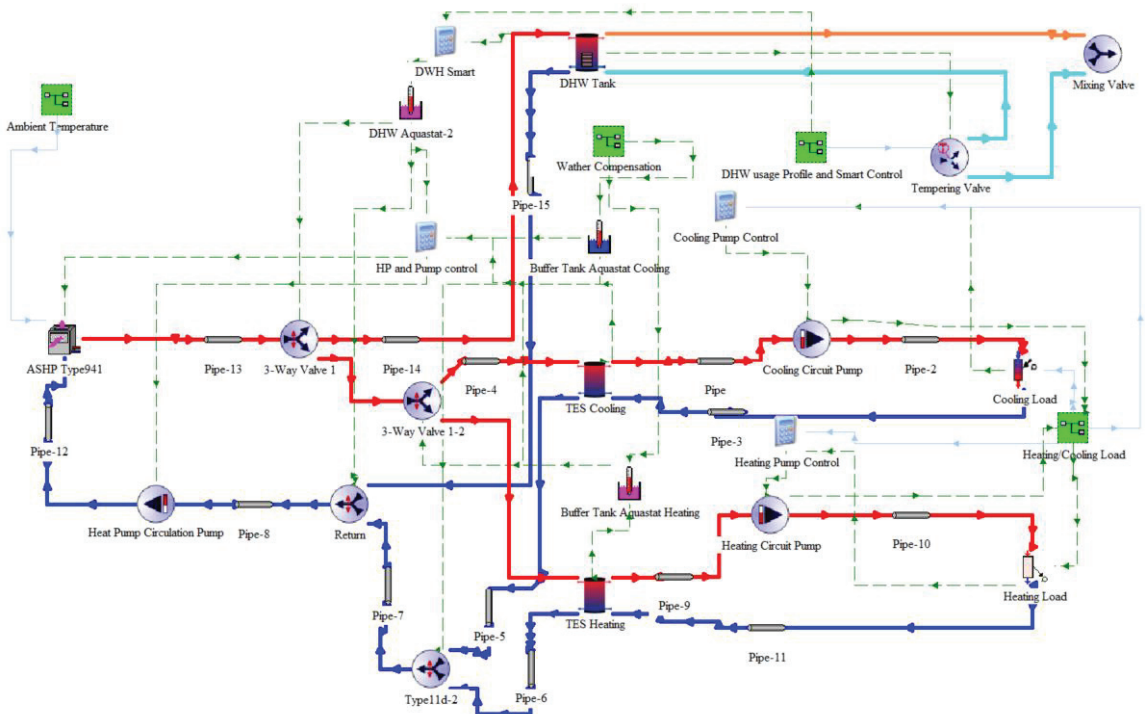 DWH Smart
DHW Tank
Mixing Valve
Ambient Temperature
DHW Aquastat-2
Wather Compensation
DHW usage Profile and Smart Control
Tempering Valve
Pipe-15
Cooling Pump Control
HP and Pump control
Buffer Tank Aquastat Cooling
ASHP Type941
Pipe-13
3-Way Valve 1
Pipe-14
Pipe-4
Pipe
Cooling Circuit Pump
Pipe-2
TES Cooling
Cooling Load
3-Way Valve 1-2
Pipe-3
Pipe-12
Heating Pump Control
Heating/Cooling Load
Buffer Tank Aquastat Heating
Heat Pump Circulation Pump
Pipe-8
Return
Heating Circuit Pump
Pipe-10
Heating Load
Pipe-7
Pipe-5
TES Heating
Pipe-9
Pipe-11
Type11d-2
Pipe-6